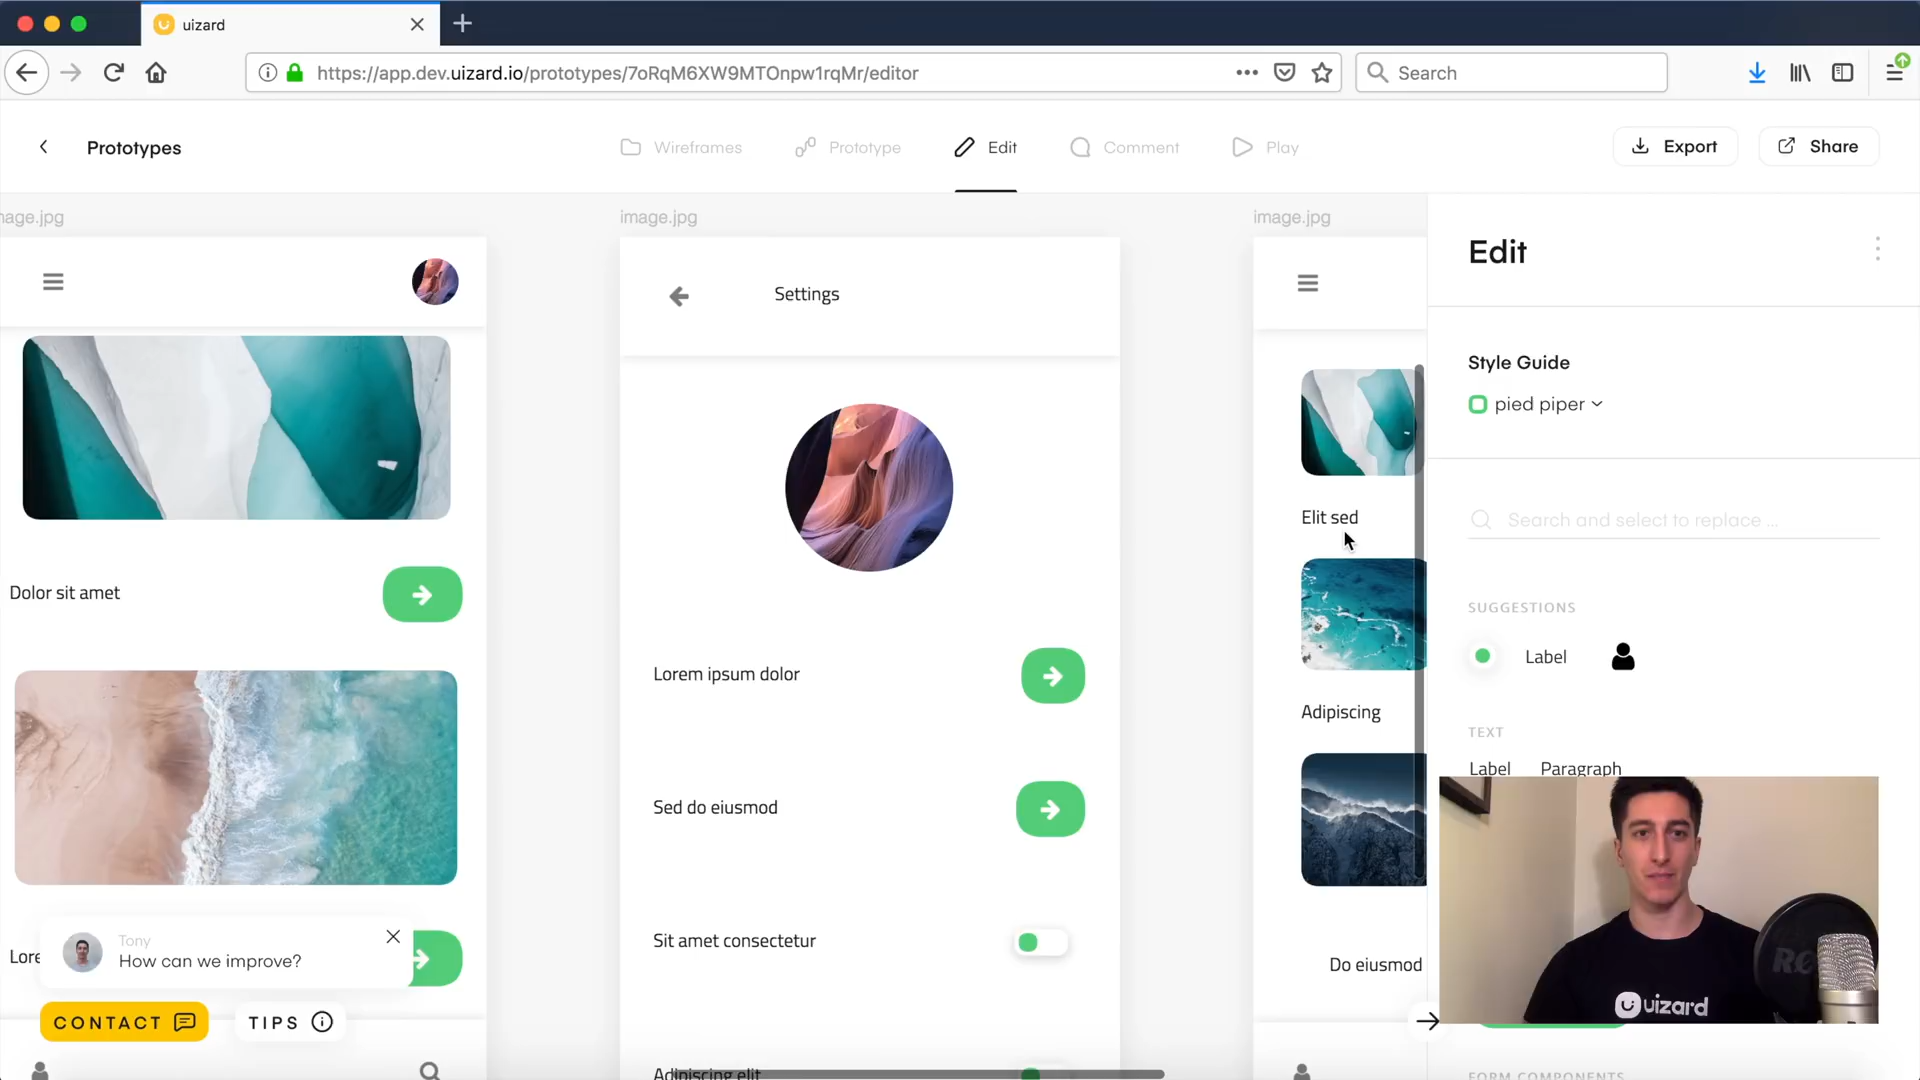 uizard
https://app.dev.uizard.io/prototypes/7oRqM6XW9MTOnpw1rqMr/editor
Search
Prototypes
Wireframes
Prototype
Edit
Comment
Play
Export
Share
mage.jpg
image.jpg
image.jpg
Dolor sit amet
Lore
Settings
Lorem ipsum dolor
Sed do eiusmod
Sit amet consectetur
Adipiscing elit
Elit sed
Adipiscing
Do eiusmod
Edit
Style Guide
pied piper
Search and select to replace ...
SUGGESTIONS
Label
TEXT
Label Paragraph
FORM COMPONENTS
Tony
How can we improve?
CONTACT
TIPS
uizard